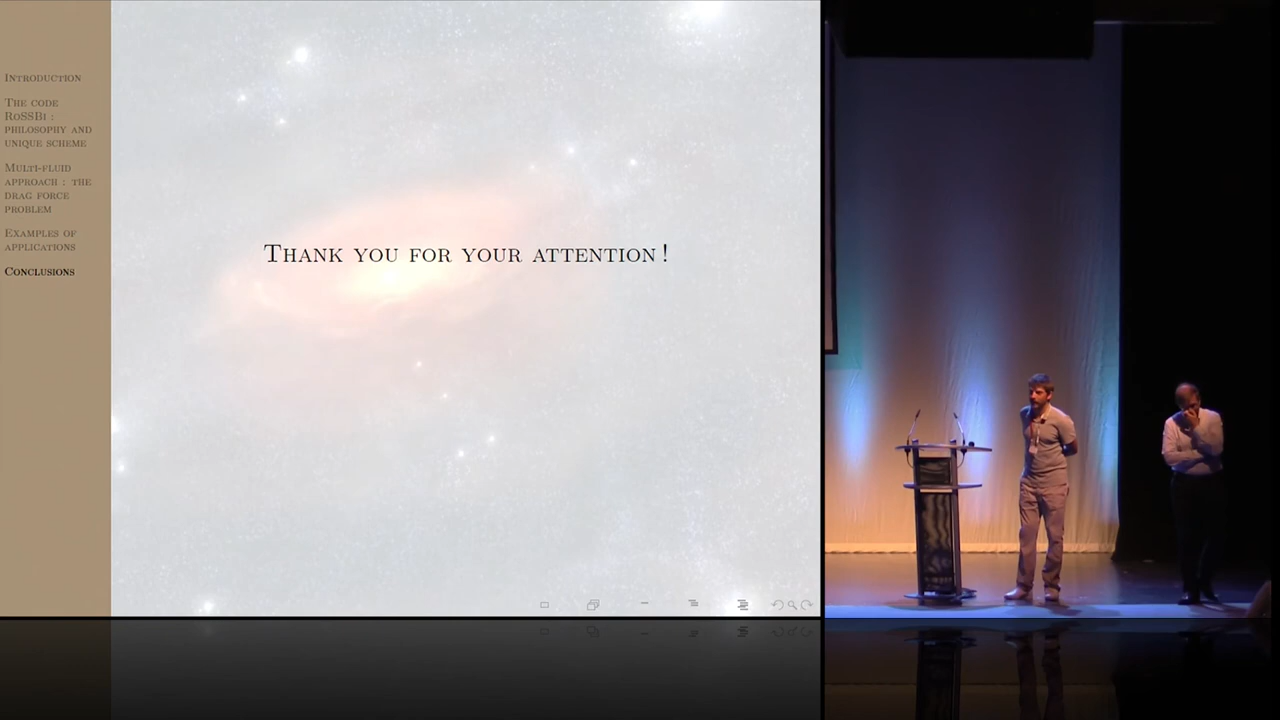 Introduction
The code
RoSSBi :
philosophy and
unique scheme
Multi-fluid
approach : the
drag force
problem
Examples of
applications
Conclusions
Thank you for your attention !